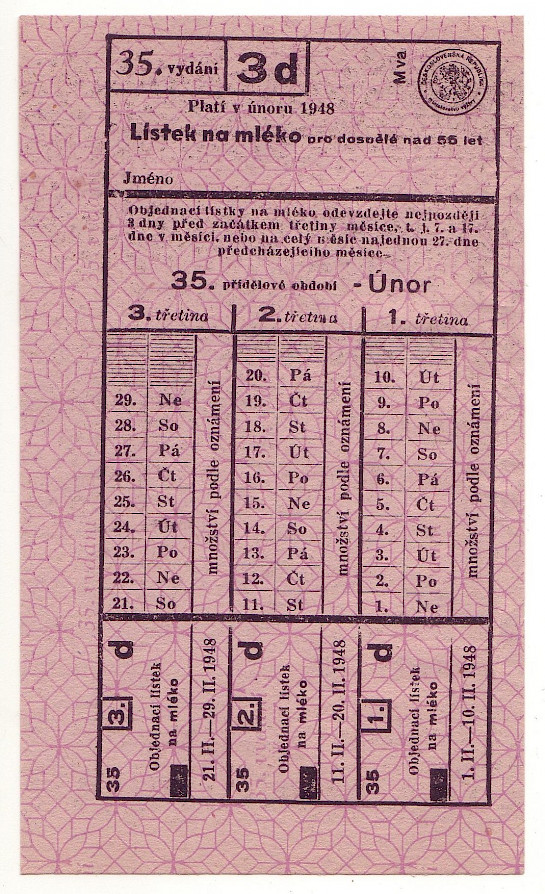 35. vydání 3d Mva
ČESKOSLOVENSKÁ REPUBLIKA
Platí v únoru 1948
Lístek na mléko pro dospělé nad 55 let
Jméno
Objednací lístky na mléko odevzdejte nejpozději
3 dny před začátkem třetiny měsíce, t. j. 7. a 17.
dne v měsíci, nebo na celý měsíc najednou 27. dne
předcházejícího měsíce
35. přídělové období - Únor
3. třetina 2. třetina 1. třetina
20. Pá 10. Út
29. Ne 19. Čt 9. Po
28. So 18. St 8. Ne
27. Pá 17. Út 7. So
26. Čt 16. Po 6. Pá
25. St 15. Ne 5. Čt
24. Út 14. So 4. St
23. Po 13. Pá 3. Út
22. Ne 12. Čt 2. Po
21. So 11. St 1. Ne
množství podle oznámení
množství podle oznámení
množství podle oznámení
35 3. d
Objednací lístek
na mléko
21. II.—29. II. 1948
35 2. d
Objednací lístek
na mléko
11. II.—20. II. 1948
35 1. d
Objednací lístek
na mléko
1. II.—10. II. 1948